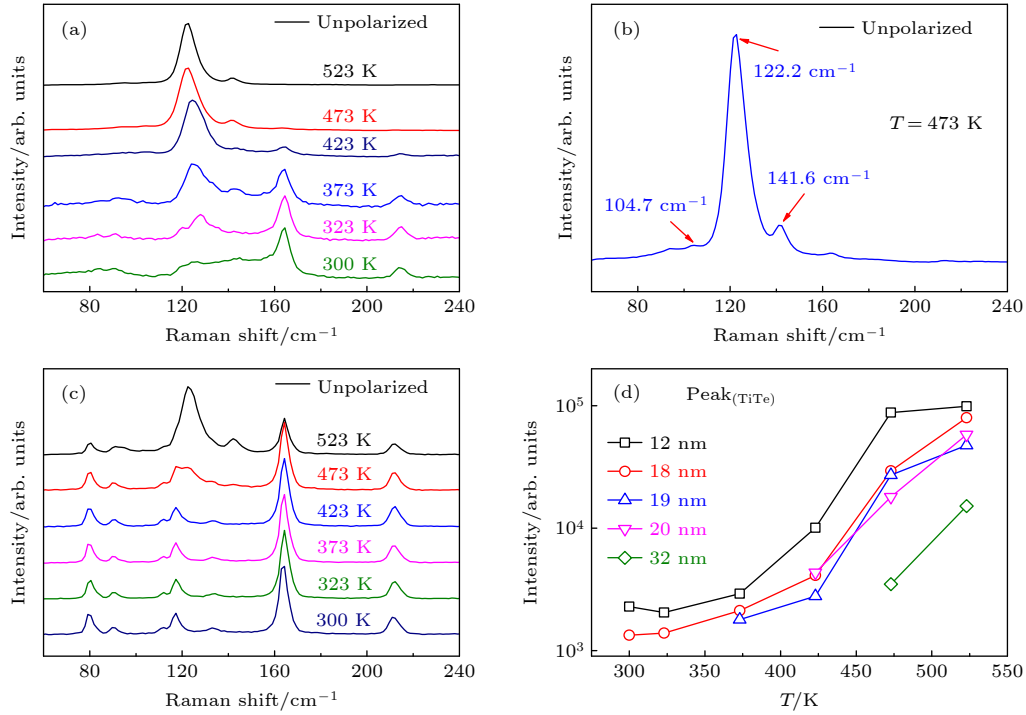 (a)
Unpolarized
523 K
473 K
423 K
373 K
323 K
300 K
80 120 160 200 240
Raman shift/cm⁻¹
Intensity/arb. units
(b)
Unpolarized
122.2 cm⁻¹
T = 473 K
141.6 cm⁻¹
104.7 cm⁻¹
80 120 160 200 240
Raman shift/cm⁻¹
Intensity/arb. units
(c)
Unpolarized
523 K
473 K
423 K
373 K
323 K
300 K
80 120 160 200 240
Raman shift/cm⁻¹
Intensity/arb. units
(d)
Peak(TiTe)
12 nm
18 nm
19 nm
20 nm
32 nm
10⁵
10⁴
10³
300 350 400 450 500 550
T/K
Intensity/arb. units